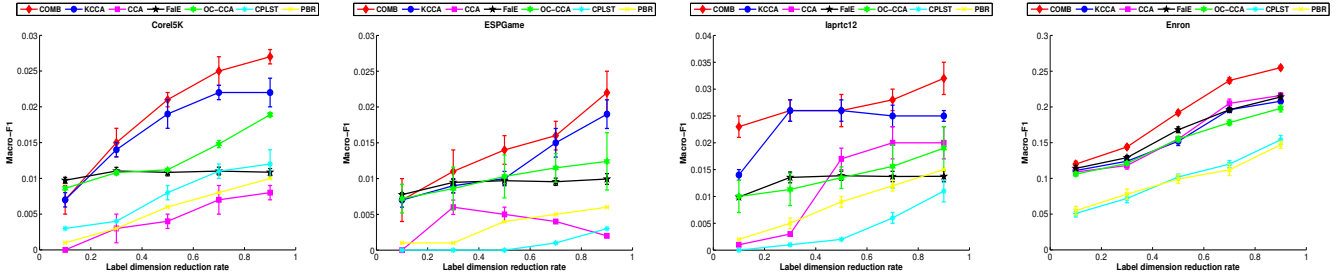 COMB KCCA CCA FaIE OC-CCA CPLST PBR
Corel5K
0.03
0.025
0.02
0.015
0.01
0.005
0
Macro-F1
0 0.2 0.4 0.6 0.8 1
Label dimension reduction rate
COMB KCCA CCA FaIE OC-CCA CPLST PBR
ESPGame
0.03
0.025
0.02
0.015
0.01
0.005
0
Macro-F1
0 0.2 0.4 0.6 0.8 1
Label dimension reduction rate
COMB KCCA CCA FaIE OC-CCA CPLST PBR
Iaprtc12
0.04
0.035
0.03
0.025
0.02
0.015
0.01
0.005
0
Macro-F1
0 0.2 0.4 0.6 0.8 1
Label dimension reduction rate
COMB KCCA CCA FaIE OC-CCA CPLST PBR
Enron
0.3
0.25
0.2
0.15
0.1
0.05
0
Macro-F1
0 0.2 0.4 0.6 0.8 1
Label dimension reduction rate